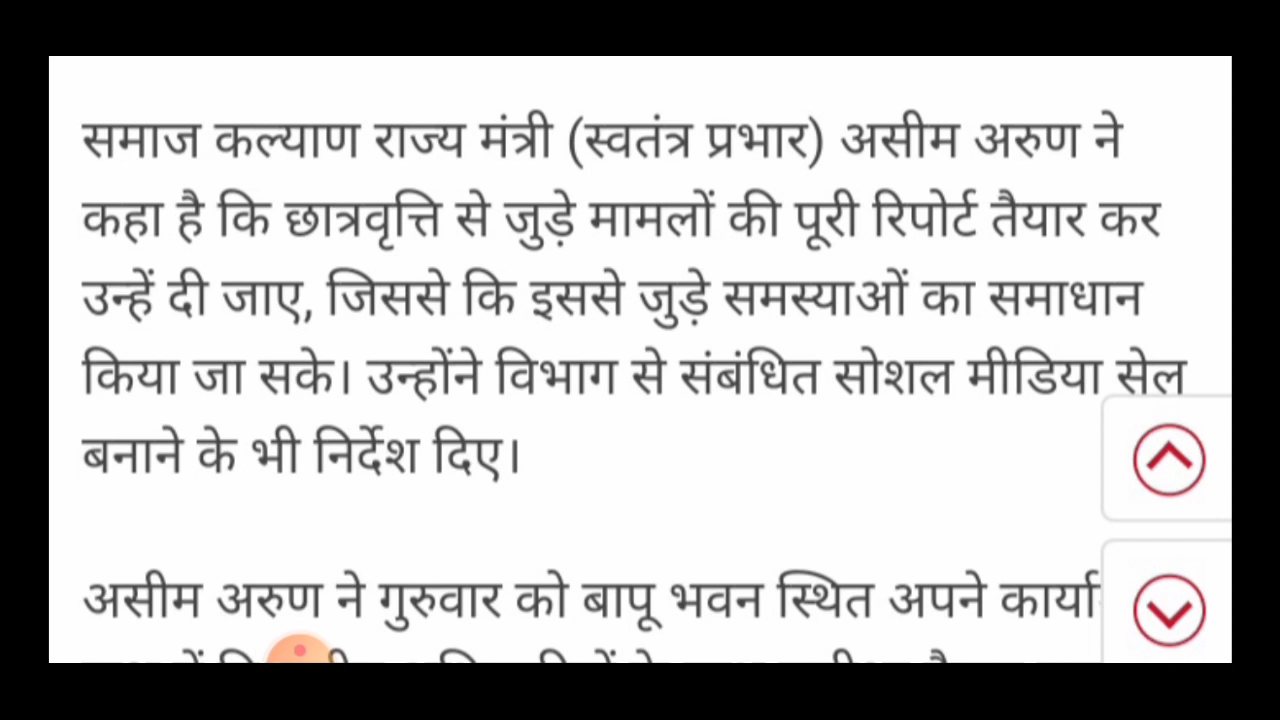 समाज कल्याण राज्य मंत्री (स्वतंत्र प्रभार) असीम अरुण ने
कहा है कि छात्रवृत्ति से जुड़े मामलों की पूरी रिपोर्ट तैयार कर
उन्हें दी जाए, जिससे कि इससे जुड़े समस्याओं का समाधान
किया जा सके। उन्होंने विभाग से संबंधित सोशल मीडिया सेल
बनाने के भी निर्देश दिए।
असीम अरुण ने गुरुवार को बापू भवन स्थित अपने